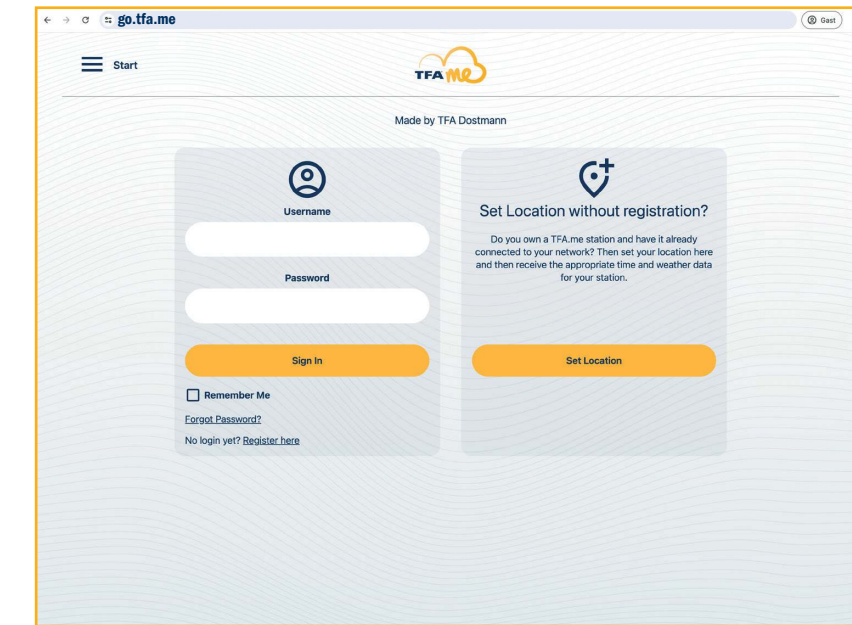 go.tfa.me
Gast
Start
TFA me
Made by TFA Dostmann
Username
Password
Sign In
Remember Me
Forgot Password?
No login yet? Register here
Set Location without registration?
Do you own a TFA.me station and have it already
connected to your network? Then set your location here
and then receive the appropriate time and weather data
for your station.
Set Location